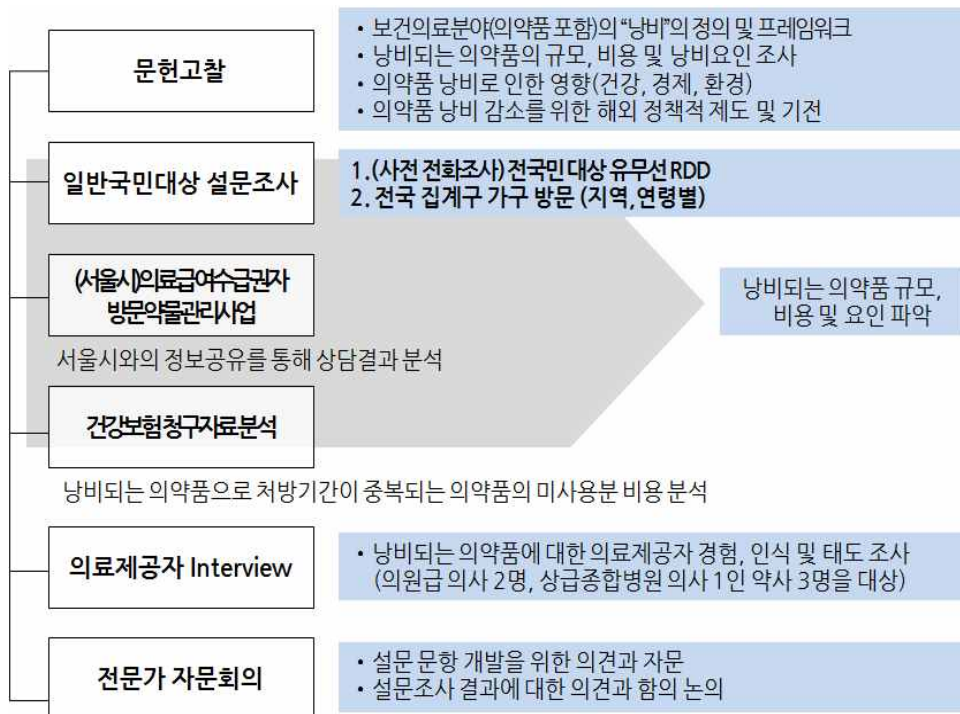 문헌고찰
• 보건의료분야(의약품 포함)의 “낭비”의 정의 및 프레임워크
• 낭비되는 의약품의 규모, 비용 및 낭비요인 조사
• 의약품 낭비로 인한 영향(건강, 경제, 환경)
• 의약품 낭비 감소를 위한 해외 정책적 제도 및 기전
일반국민대상 설문조사
1.(사전 전화조사) 전국민 대상 유무선 RDD
2. 전국 집계구 가구 방문 (지역,연령별)
(서울시)의료급여수급권자
방문약물관리사업
서울시와의 정보공유를 통해 상담결과 분석
낭비되는 의약품 규모,
비용 및 요인 파악
건강보험 청구자료 분석
낭비되는 의약품으로 처방기간이 중복되는 의약품의 미사용분 비용 분석
의료제공자 Interview
• 낭비되는 의약품에 대한 의료제공자 경험, 인식 및 태도 조사
(의원급 의사 2명, 상급종합병원 의사 1인 약사 3명을 대상)
전문가 자문회의
• 설문 문항 개발을 위한 의견과 자문
• 설문조사 결과에 대한 의견과 함의 논의